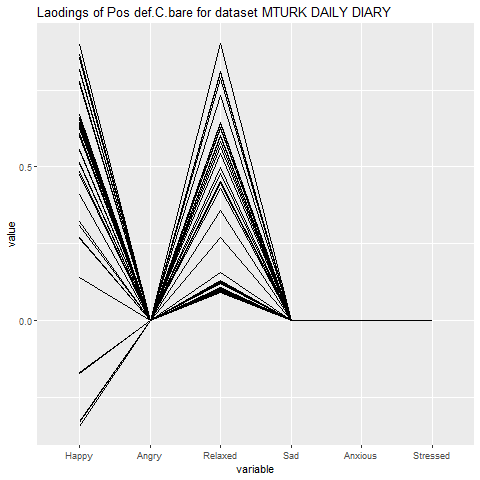 Laodings of Pos def.C.bare for dataset MTURK DAILY DIARY
value
0.5
0.0
Happy Angry Relaxed Sad Anxious Stressed
variable